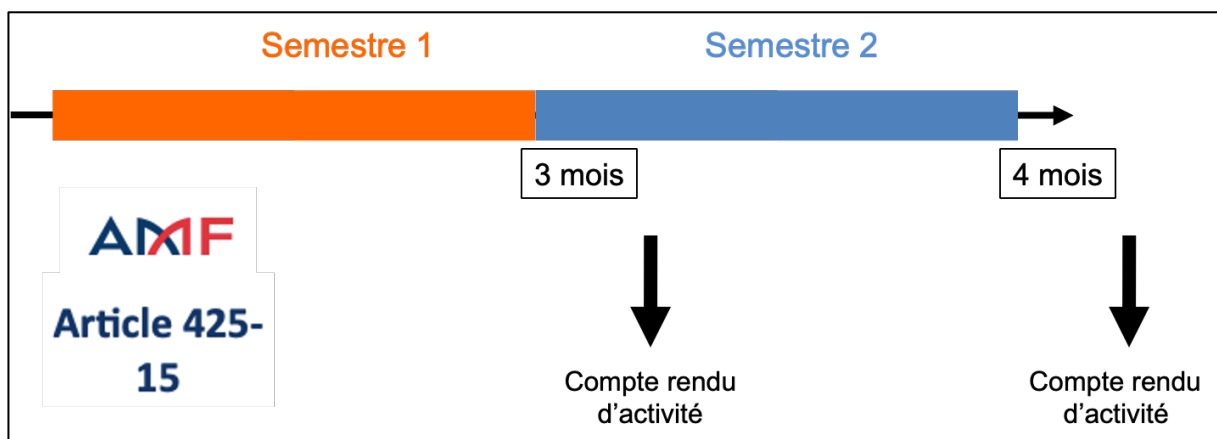 Semestre 1
Semestre 2
3 mois
4 mois
AMF
Article 425-
15
Compte rendu
d’activité
Compte rendu
d’activité